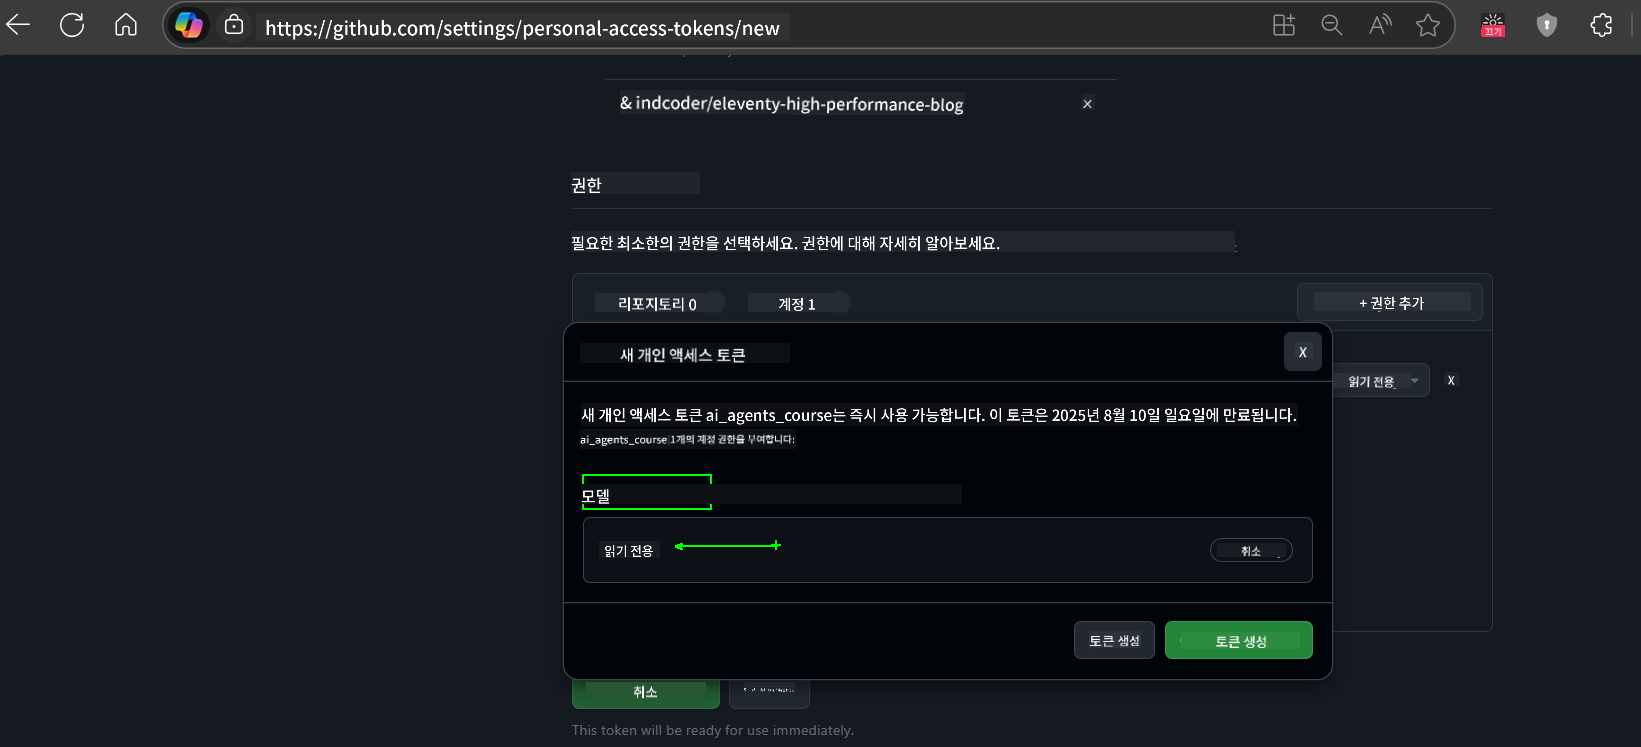 https://github.com/settings/personal-access-tokens/new
끄기
& indcoder/eleventy-high-performance-blog
x
권한
필요한 최소한의 권한을 선택하세요. 권한에 대해 자세히 알아보세요.
리포지토리 0
계정 1
+ 권한 추가
새 개인 액세스 토큰
X
읽기 전용
X
새 개인 액세스 토큰 ai_agents_course는 즉시 사용 가능합니다. 이 토큰은 2025년 8월 10일 일요일에 만료됩니다.
ai_agents_course 1개의 계정 권한을 부여합니다:
모델
읽기 전용
취소
토큰 생성
토큰 생성
취소
This token will be ready for use immediately.